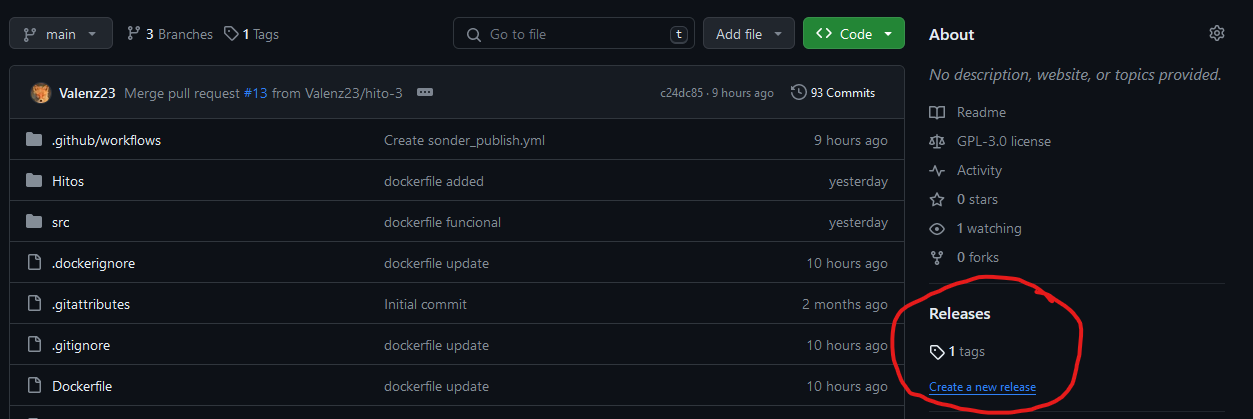 main
3 Branches
1 Tags
Go to file
t
Add file
Code
Valenz23 Merge pull request #13 from Valenz23/hito-3
c24dc85 · 9 hours ago
93 Commits
.github/workflows Create sonder_publish.yml 9 hours ago
Hitos dockerfile added yesterday
src dockerfile funcional yesterday
.dockerignore dockerfile update 10 hours ago
.gitattributes Initial commit 2 months ago
.gitignore dockerfile update 10 hours ago
Dockerfile dockerfile update 10 hours ago
About
No description, website, or topics provided.
Readme
GPL-3.0 license
Activity
0 stars
1 watching
0 forks
Releases
1 tags
Create a new release